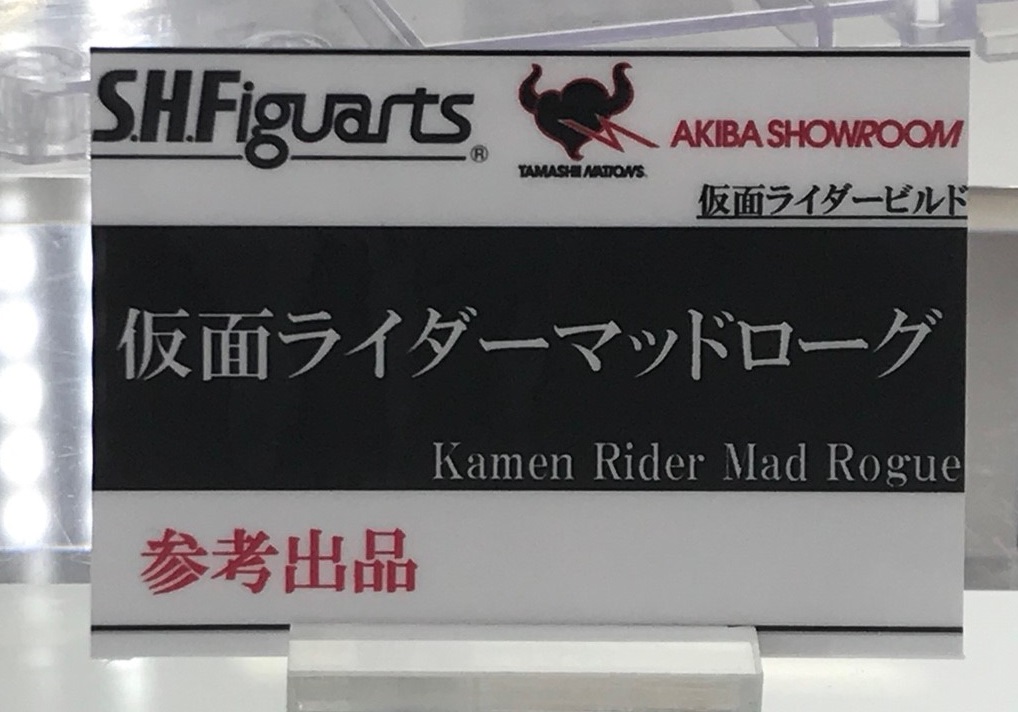 S.H.Figuarts®
TAMASHII NATIONS
AKIBA SHOWROOM
仮面ライダービルド
仮面ライダーマッドローグ
Kamen Rider Mad Rogue
参考出品